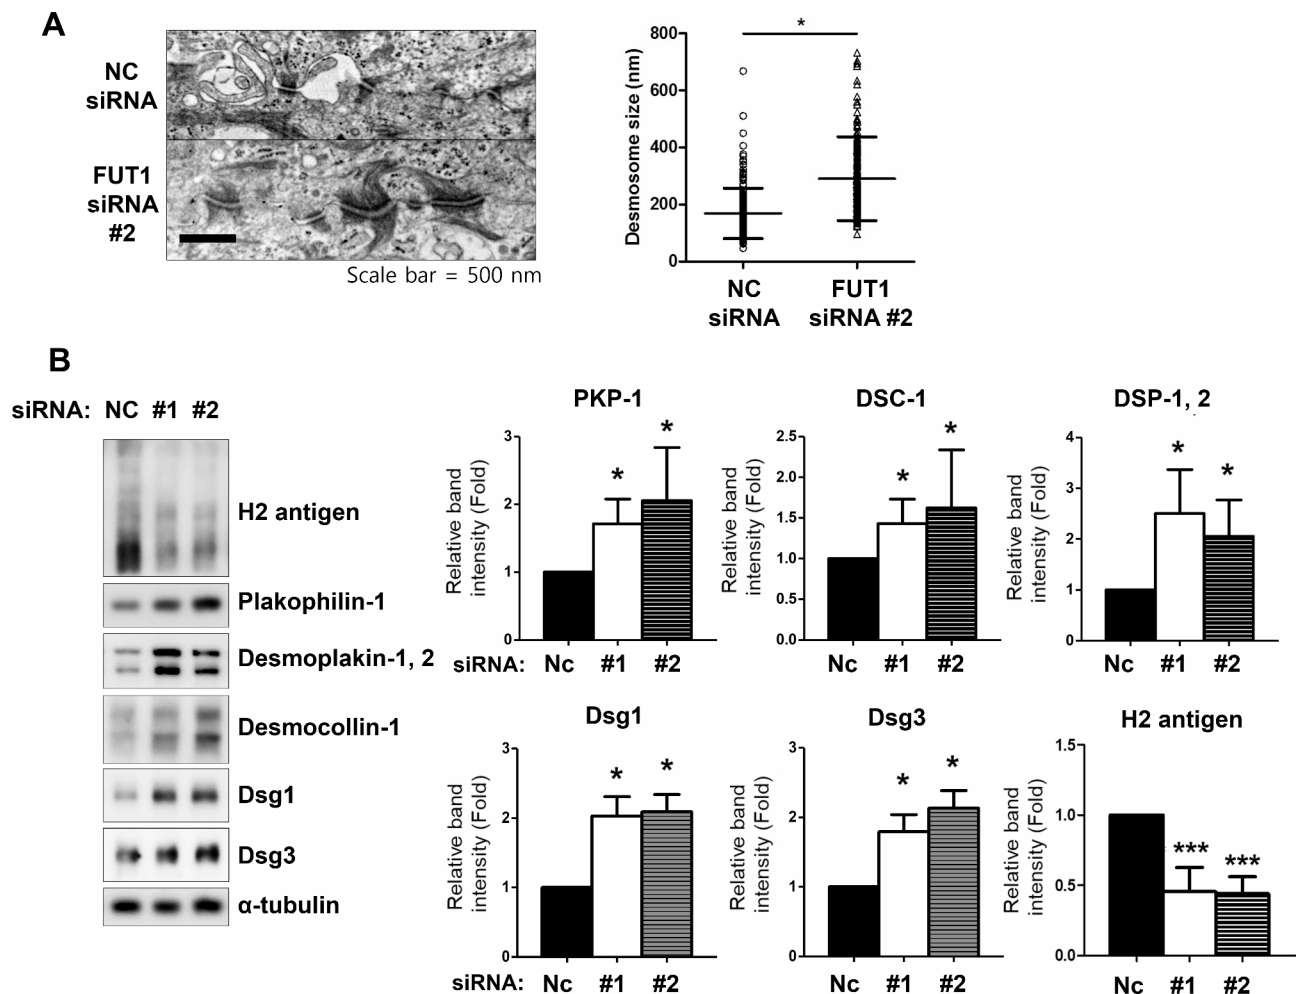 A
NC
siRNA
FUT1
siRNA
#2
Scale bar = 500 nm
Desmosome size (nm)
800
600
400
200
0
*
NC
siRNA
FUT1
siRNA #2
B
siRNA: NC #1 #2
H2 antigen
Plakophilin-1
Desmoplakin-1, 2
Desmocollin-1
Dsg1
Dsg3
α-tubulin
PKP-1
Relative band
intensity (Fold)
3
2
1
0
* *
siRNA: Nc #1 #2
DSC-1
Relative band
intensity (Fold)
2.5
2.0
1.5
1.0
0.5
0.0
* *
Nc #1 #2
DSP-1, 2
Relative band
intensity (Fold)
4
3
2
1
0
* *
Nc #1 #2
Dsg1
Relative band
intensity (Fold)
3
2
1
0
* *
siRNA: Nc #1 #2
Dsg3
Relative band
intensity (Fold)
3
2
1
0
* *
Nc #1 #2
H2 antigen
Relative band
intensity (Fold)
1.5
1.0
0.5
0.0
*** ***
Nc #1 #2